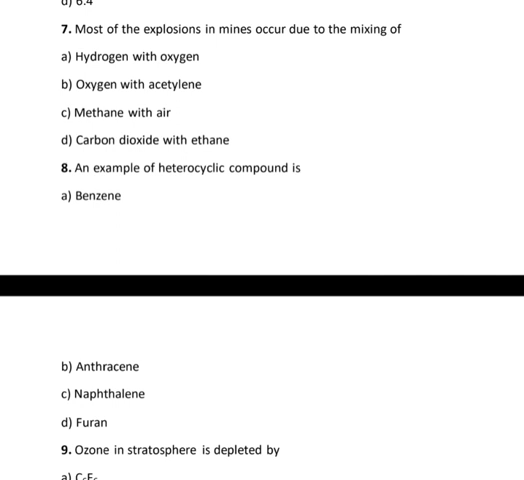 d) 6.4
7. Most of the explosions in mines occur due to the mixing of
a) Hydrogen with oxygen
b) Oxygen with acetylene
c) Methane with air
d) Carbon dioxide with ethane
8. An example of heterocyclic compound is
a) Benzene
b) Anthracene
c) Naphthalene
d) Furan
9. Ozone in stratosphere is depleted by
a)